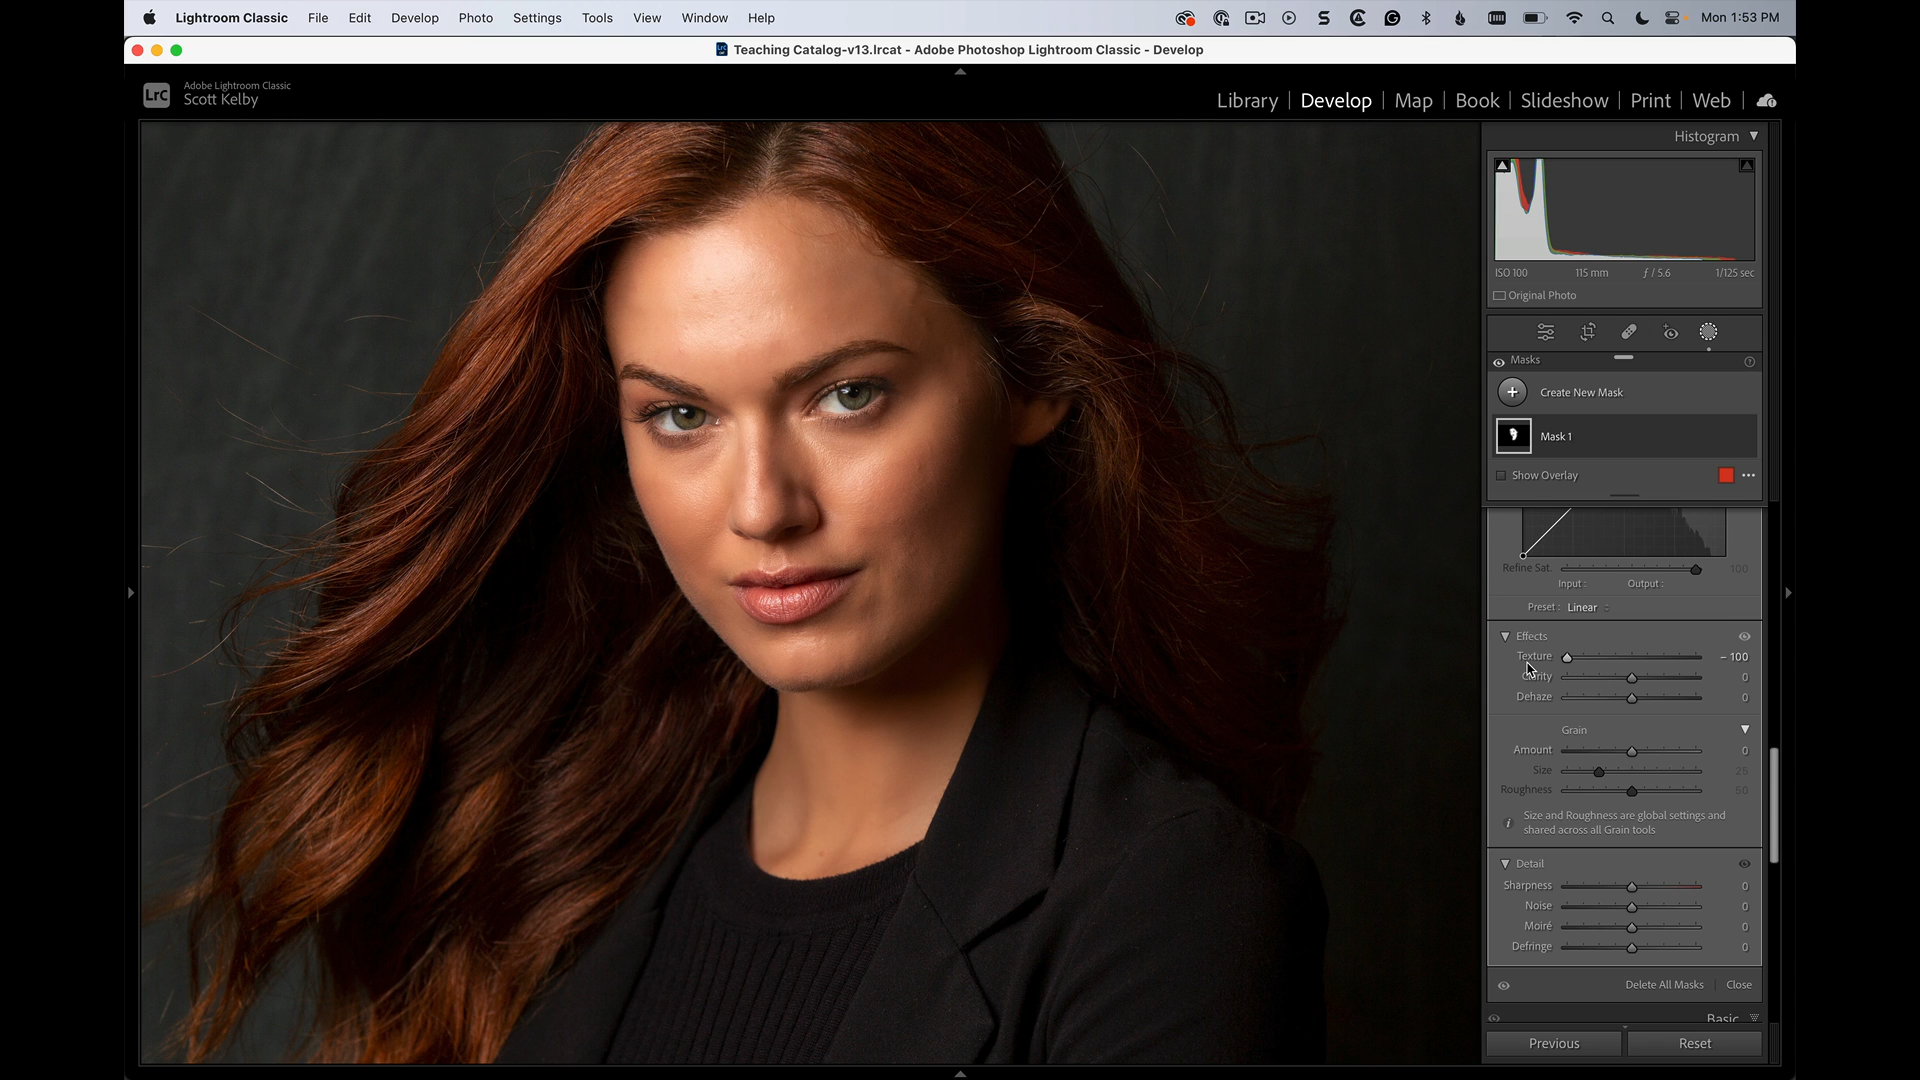 Lightroom Classic File Edit Develop Photo Settings Tools View Window Help Mon 1:53 PM
Teaching Catalog-v13.lrcat - Adobe Photoshop Lightroom Classic - Develop
LrC Adobe Lightroom Classic
Scott Kelby
Library | Develop | Map | Book | Slideshow | Print | Web
Histogram
ISO 100 115 mm ƒ / 5.6 1/125 sec
Original Photo
Masks
Create New Mask
Mask 1
Show Overlay
Refine Sat. 100
Input : Output :
Preset : Linear
Effects
Texture – 100
Clarity 0
Dehaze 0
Grain
Amount 0
Size 25
Roughness 50
Size and Roughness are global settings and
shared across all Grain tools
Detail
Sharpness 0
Noise 0
Moiré 0
Defringe 0
Delete All Masks Close
Basic
Previous Reset